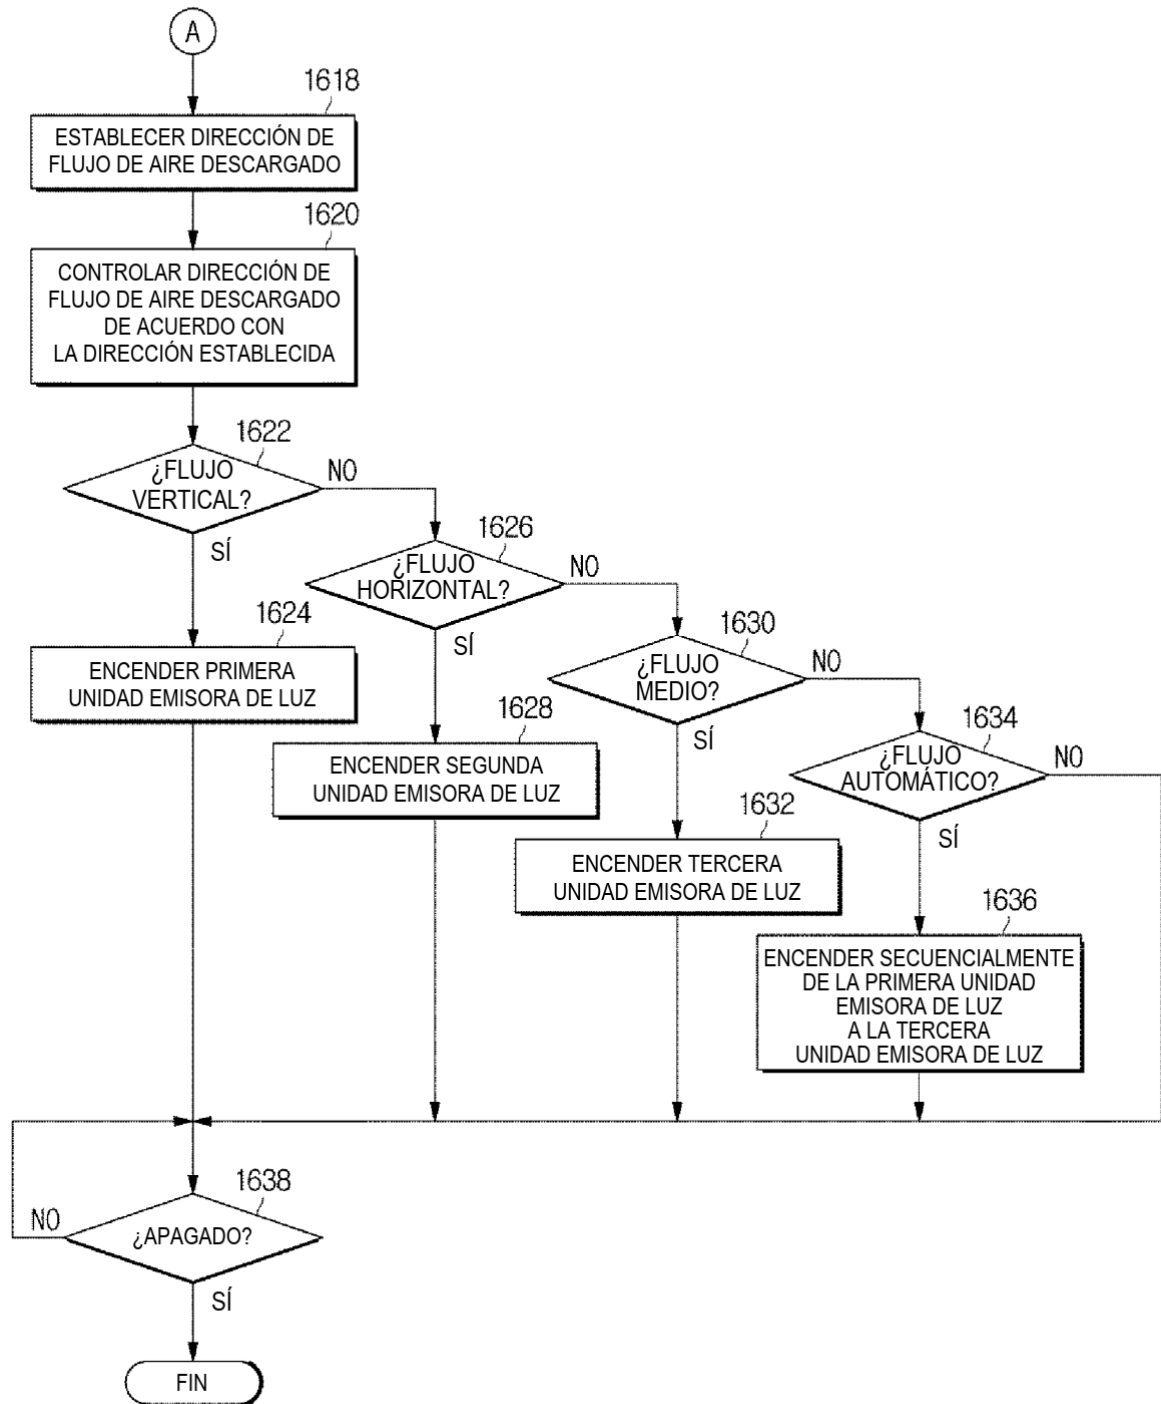 A
1618
ESTABLECER DIRECCIÓN DE
FLUJO DE AIRE DESCARGADO
1620
CONTROLAR DIRECCIÓN DE
FLUJO DE AIRE DESCARGADO
DE ACUERDO CON
LA DIRECCIÓN ESTABLECIDA
1622
¿FLUJO
VERTICAL?
NO
SÍ
1624
ENCENDER PRIMERA
UNIDAD EMISORA DE LUZ
1626
¿FLUJO
HORIZONTAL?
NO
SÍ
1628
ENCENDER SEGUNDA
UNIDAD EMISORA DE LUZ
1630
¿FLUJO
MEDIO?
NO
SÍ
1632
ENCENDER TERCERA
UNIDAD EMISORA DE LUZ
1634
¿FLUJO
AUTOMÁTICO?
NO
SÍ
1636
ENCENDER SECUENCIALMENTE
DE LA PRIMERA UNIDAD
EMISORA DE LUZ
A LA TERCERA
UNIDAD EMISORA DE LUZ
1638
¿APAGADO?
NO
SÍ
FIN